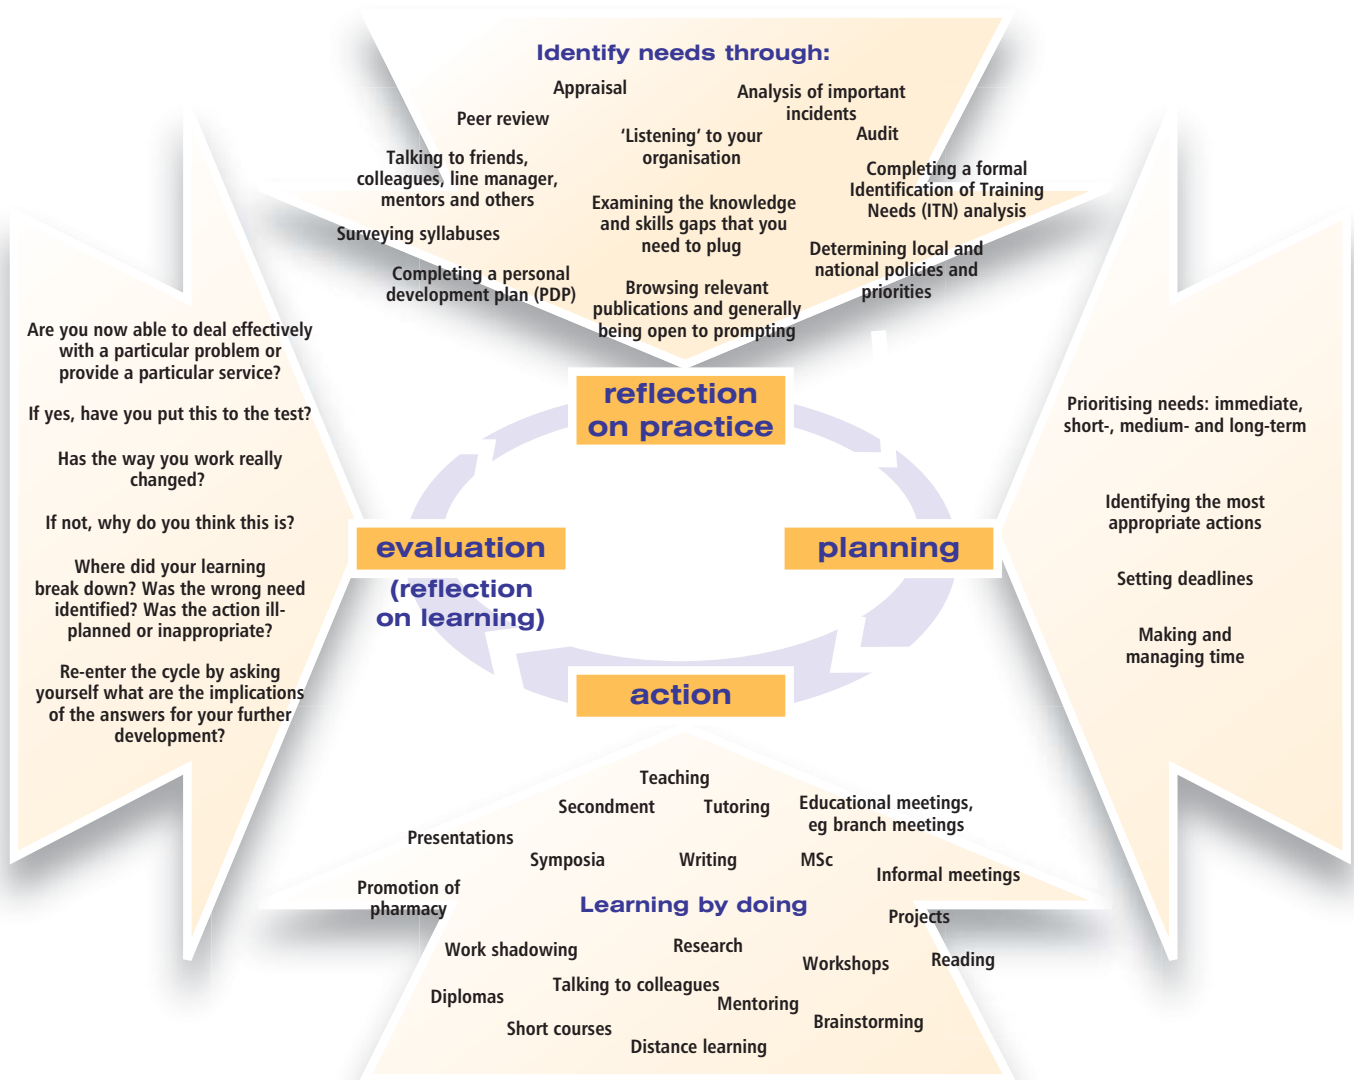 Identify needs through:
Appraisal
Analysis of important
incidents
Peer review
'Listening' to your
organisation
Audit
Talking to friends,
colleagues, line manager,
mentors and others
Completing a formal
Identification of Training
Needs (ITN) analysis
Examining the knowledge
and skills gaps that you
need to plug
Surveying syllabuses
Determining local and
national policies and
priorities
Completing a personal
development plan (PDP)
Browsing relevant
publications and generally
being open to prompting
reflection
on practice
Are you now able to deal effectively
with a particular problem or
provide a particular service?
If yes, have you put this to the test?
Has the way you work really
changed?
If not, why do you think this is?
Where did your learning
break down? Was the wrong need
identified? Was the action ill-
planned or inappropriate?
Re-enter the cycle by asking
yourself what are the implications
of the answers for your further
development?
evaluation
(reflection
on learning)
planning
Prioritising needs: immediate,
short-, medium- and long-term
Identifying the most
appropriate actions
Setting deadlines
Making and
managing time
action
Teaching
Secondment
Tutoring
Educational meetings,
eg branch meetings
Presentations
Symposia
Writing
MSc
Informal meetings
Promotion of
pharmacy
Learning by doing
Projects
Work shadowing
Research
Workshops
Reading
Diplomas
Talking to colleagues
Mentoring
Short courses
Brainstorming
Distance learning